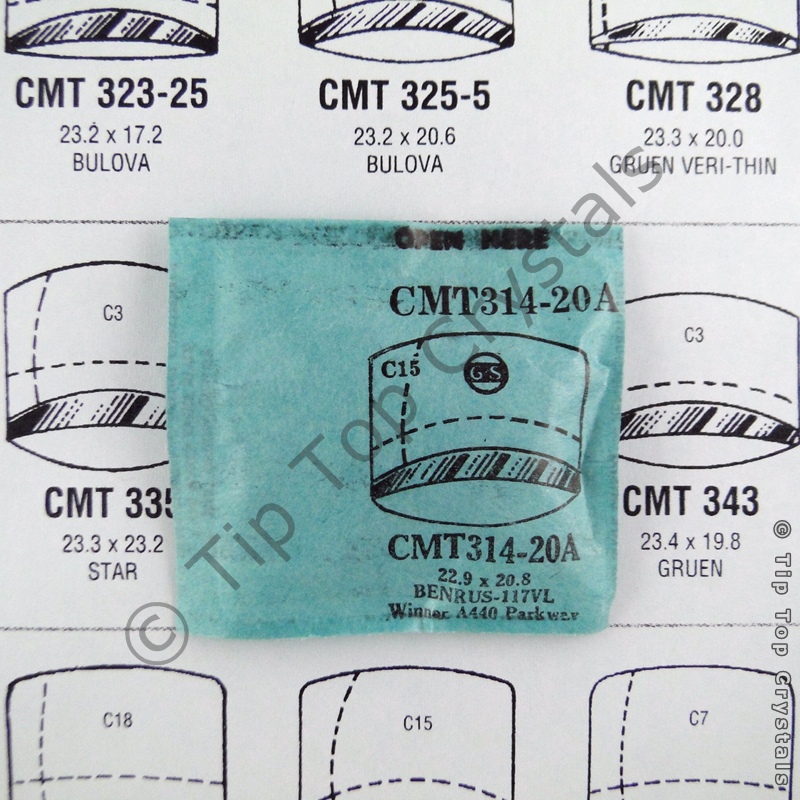 CMT 323-25
23.2 x 17.2
BULOVA
CMT 325-5
23.2 x 20.6
BULOVA
CMT 328
23.3 x 20.0
GRUEN VERI-THIN
OPEN HERE
CMT314-20A
C15
G-S
CMT314-20A
22.9 x 20.8
BENRUS-117VL
Winner A440 Parkway
C3
CMT 335
23.3 x 23.2
STAR
C3
CMT 343
23.4 x 19.8
GRUEN
C18
C15
C7
© Tip Top Crystals
© Tip Top Crystals